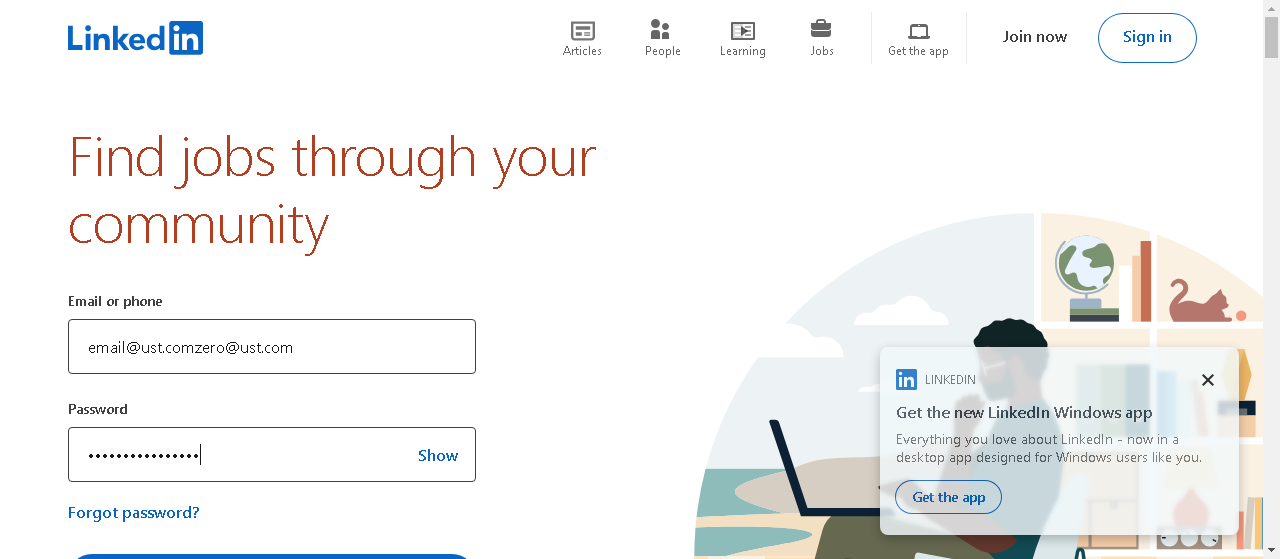 Linkedin
Articles
People
Learning
Jobs
Get the app
Join now
Sign in
Find jobs through your
community
Email or phone
email@ust.comzero@ust.com
Password
••••••••••••••••
Show
Forgot password?
in LINKEDIN
Get the new LinkedIn Windows app
Everything you love about LinkedIn - now in a
desktop app designed for Windows users like you.
Get the app